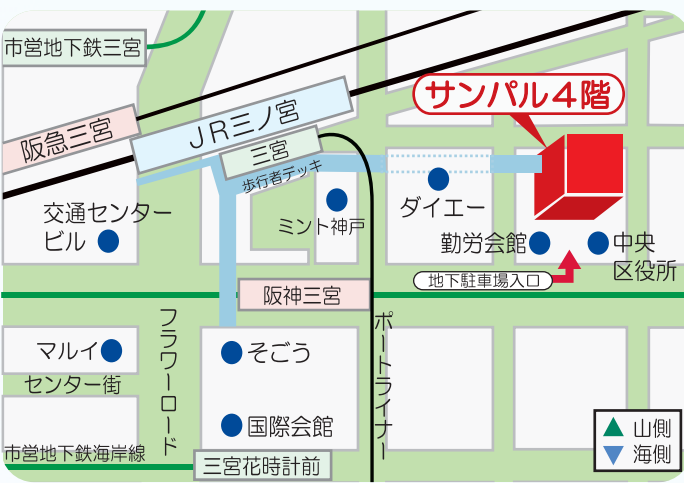 市営地下鉄三宮
サンパル4階
阪急三宮
JR三ノ宮
三宮
歩行者デッキ
交通センター
ビル
ミント神戸
ダイエー
勤労会館
中央
区役所
地下駐車場入口
阪神三宮
マルイ
フラワーロード
そごう
ポートライナー
センター街
国際会館
山側
海側
市営地下鉄海岸線
三宮花時計前